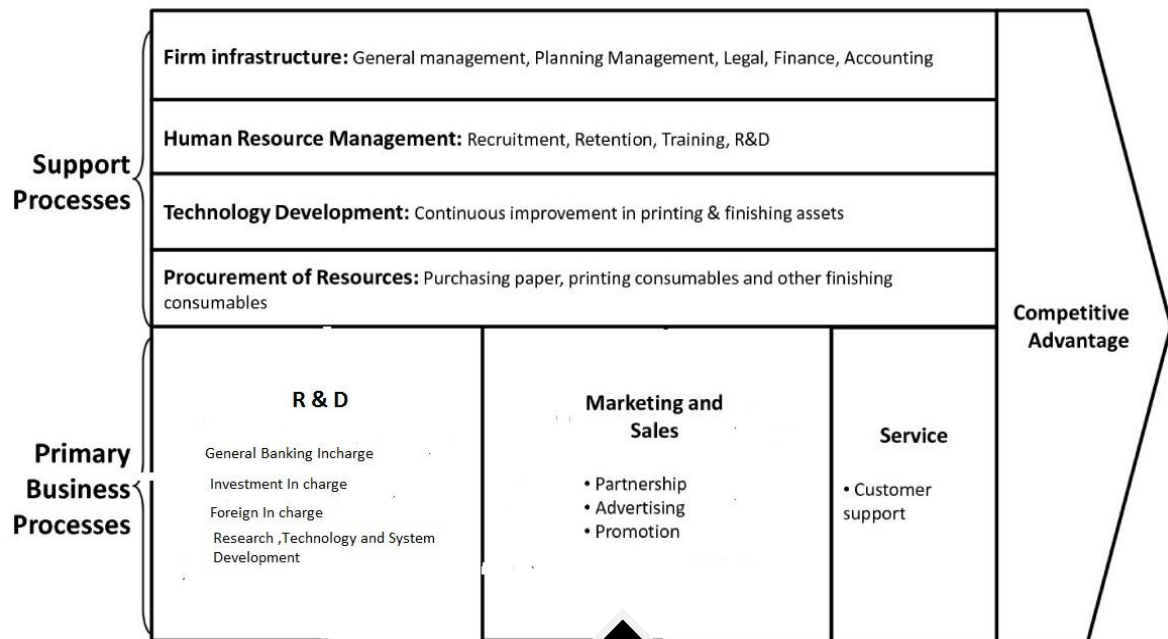 Firm infrastructure: General management, Planning Management, Legal, Finance, Accounting
Human Resource Management: Recruitment, Retention, Training, R&D
Support
Processes
Technology Development: Continuous improvement in printing & finishing assets
Procurement of Resources: Purchasing paper, printing consumables and other finishing
consumables
Competitive
Advantage
Primary
Business
Processes
R & D
General Banking Incharge
Investment In charge
Foreign In charge
Research ,Technology and System
Development
Marketing and
Sales
• Partnership
• Advertising
• Promotion
Service
• Customer
support